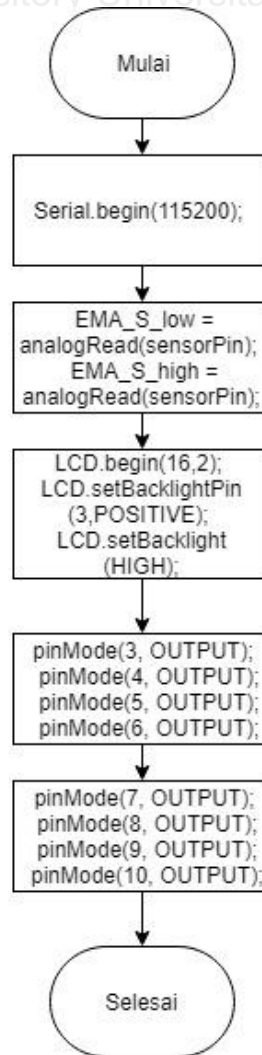 Mulai
Serial.begin(115200);
EMA_S_low =
analogRead(sensorPin);
EMA_S_high =
analogRead(sensorPin);
LCD.begin(16,2);
LCD.setBacklightPin
(3,POSITIVE);
LCD.setBacklight
(HIGH);
pinMode(3, OUTPUT);
pinMode(4, OUTPUT);
pinMode(5, OUTPUT);
pinMode(6, OUTPUT);
pinMode(7, OUTPUT);
pinMode(8, OUTPUT);
pinMode(9, OUTPUT);
pinMode(10, OUTPUT);
Selesai